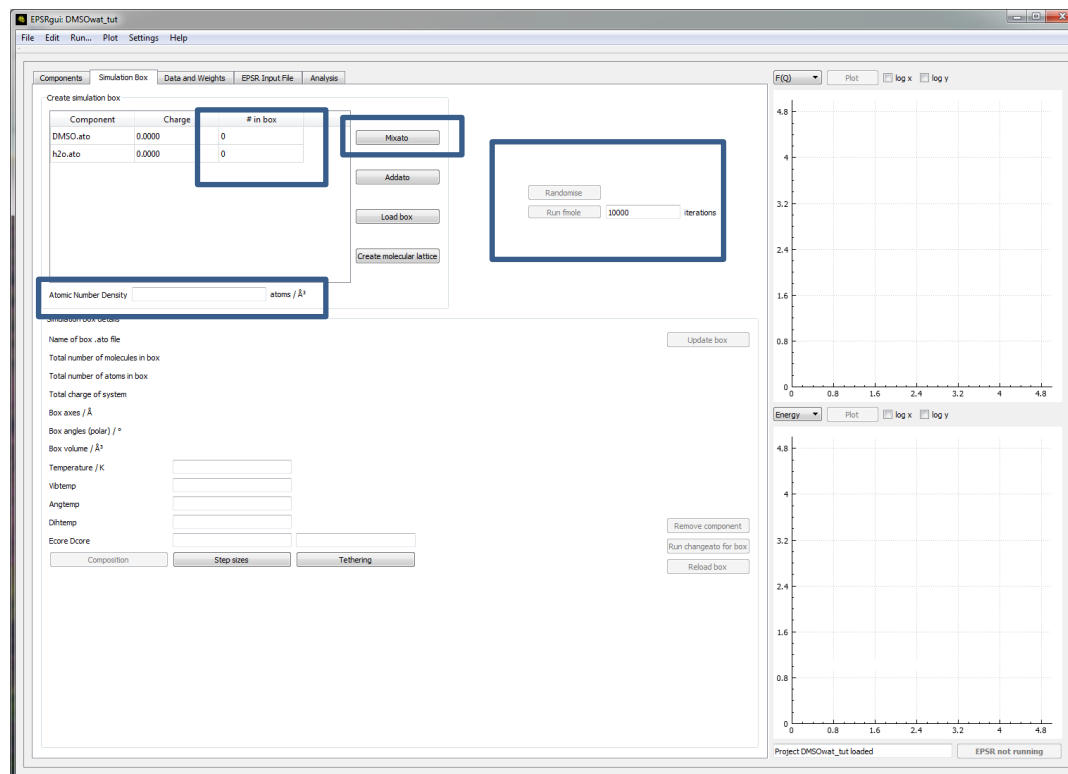 EPSRgui: DMSOwat_tut
File Edit Run... Plot Settings Help
Components Simulation Box Data and Weights EPSR Input File Analysis
Create simulation box
Component Charge # in box
DMSO.ato 0.0000 0
h2o.ato 0.0000 0
Mixato
Addato
Load box
Create molecular lattice
Atomic Number Density atoms / Å³
Randomise
Run fmole 10000 iterations
Simulation box details
Name of box .ato file
Update box
Total number of molecules in box
Total number of atoms in box
Total charge of system
Box axes / Å
Box angles (polar) / °
Box volume / Å³
Temperature / K
Vibtemp
Angtemp
Dihtemp
Ecore Dcore
Composition Step sizes Tethering
Remove component
Run changeato for box
Reload box
F(Q) Plot log x log y
4.8
4
3.2
2.4
1.6
0.8
0
0 0.8 1.6 2.4 3.2 4 4.8
Energy Plot log x log y
4.8
4
3.2
2.4
1.6
0.8
0
0 0.8 1.6 2.4 3.2 4 4.8
Project DMSOwat_tut loaded EPSR not running